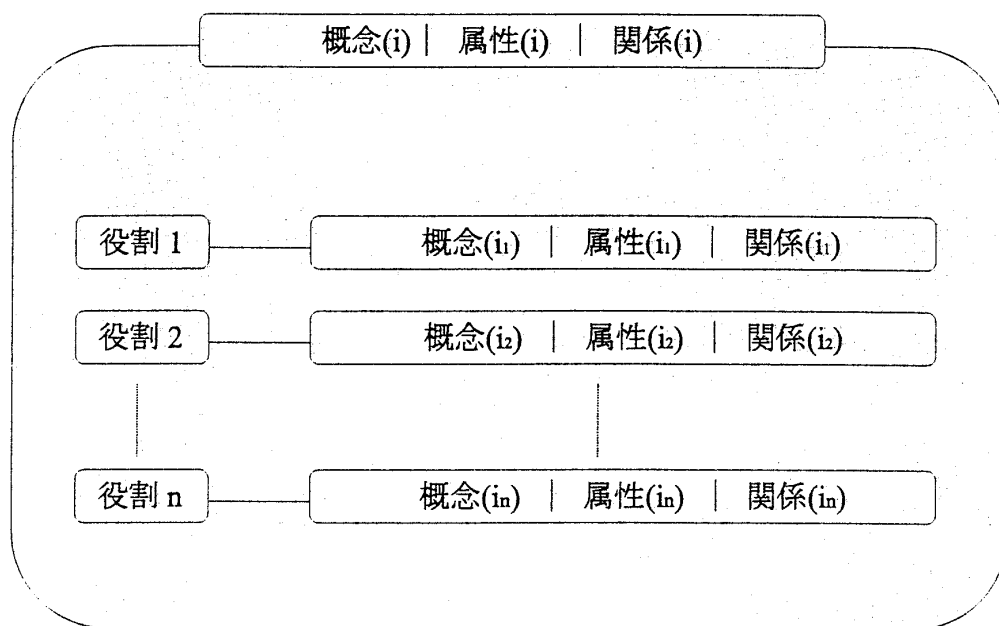 概念(i) | 属性(i) | 関係(i)
役割 1 概念(i₁) | 属性(i₁) | 関係(i₁)
役割 2 概念(i₂) | 属性(i₂) | 関係(i₂)
役割 n 概念(iₙ) | 属性(iₙ) | 関係(iₙ)